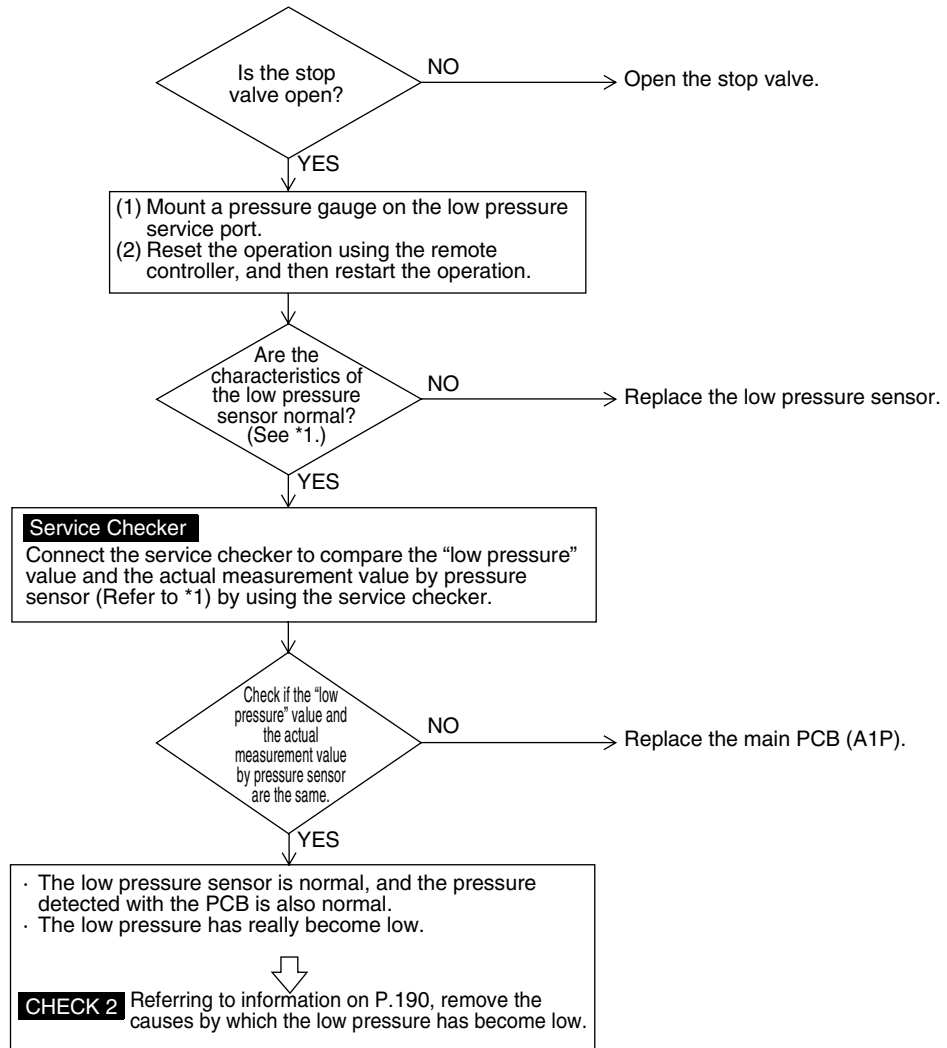 Is the stop
valve open?
NO
Open the stop valve.
YES
(1) Mount a pressure gauge on the low pressure
service port.
(2) Reset the operation using the remote
controller, and then restart the operation.
Are the
characteristics of
the low pressure
sensor normal?
(See *1.)
NO
Replace the low pressure sensor.
YES
Service Checker
Connect the service checker to compare the “low pressure”
value and the actual measurement value by pressure
sensor (Refer to *1) by using the service checker.
Check if the “low
pressure” value and
the actual
measurement value
by pressure sensor
are the same.
NO
Replace the main PCB (A1P).
YES
· The low pressure sensor is normal, and the pressure
detected with the PCB is also normal.
· The low pressure has really become low.
CHECK 2 Referring to information on P.190, remove the
causes by which the low pressure has become low.